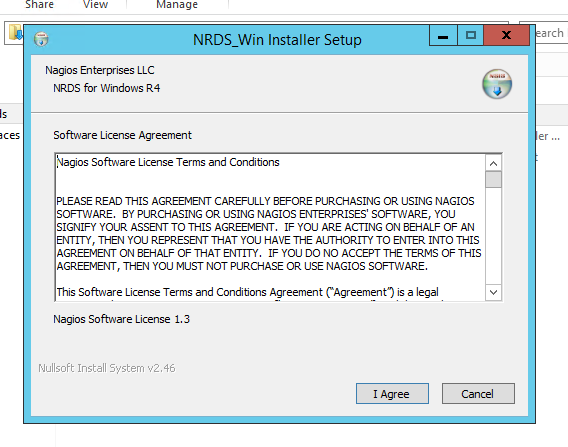 Share View Manage
NRDS_Win Installer Setup
Nagios Enterprises LLC
NRDS for Windows R4
Software License Agreement
Nagios Software License Terms and Conditions
PLEASE READ THIS AGREEMENT CAREFULLY BEFORE PURCHASING OR USING NAGIOS
SOFTWARE. BY PURCHASING OR USING NAGIOS ENTERPRISES' SOFTWARE, YOU
SIGNIFY YOUR ASSENT TO THIS AGREEMENT. IF YOU ARE ACTING ON BEHALF OF AN
ENTITY, THEN YOU REPRESENT THAT YOU HAVE THE AUTHORITY TO ENTER INTO THIS
AGREEMENT ON BEHALF OF THAT ENTITY. IF YOU DO NOT ACCEPT THE TERMS OF THIS
AGREEMENT, THEN YOU MUST NOT PURCHASE OR USE NAGIOS SOFTWARE.
This Software License Terms and Conditions Agreement ("Agreement") is a legal
Nagios Software License 1.3
Nullsoft Install System v2.46
I Agree
Cancel